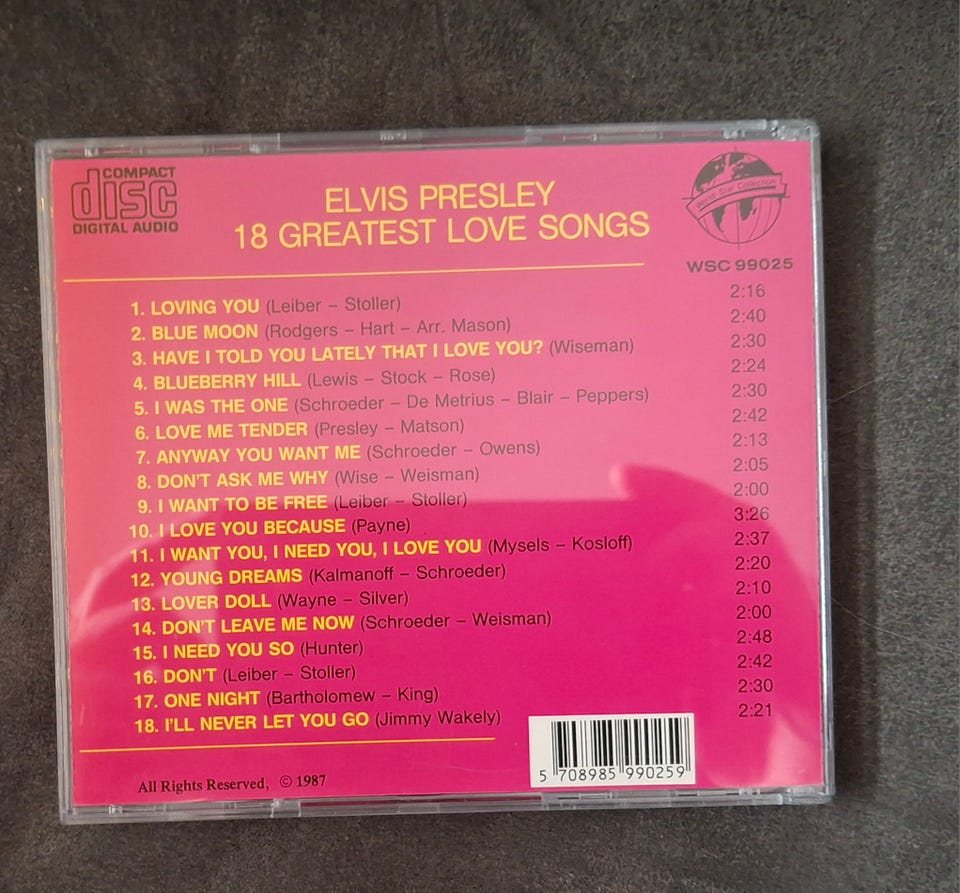 COMPACT
disc
DIGITAL AUDIO
ELVIS PRESLEY
18 GREATEST LOVE SONGS
World Star Collection
WSC 99025
1. LOVING YOU (Leiber – Stoller) 2:16
2. BLUE MOON (Rodgers – Hart – Arr. Mason) 2:40
3. HAVE I TOLD YOU LATELY THAT I LOVE YOU? (Wiseman) 2:30
4. BLUEBERRY HILL (Lewis – Stock – Rose) 2:24
5. I WAS THE ONE (Schroeder – De Metrius – Blair – Peppers) 2:30
6. LOVE ME TENDER (Presley – Matson) 2:42
7. ANYWAY YOU WANT ME (Schroeder – Owens) 2:13
8. DON'T ASK ME WHY (Wise – Weisman) 2:05
9. I WANT TO BE FREE (Leiber – Stoller) 2:00
10. I LOVE YOU BECAUSE (Payne) 3:26
11. I WANT YOU, I NEED YOU, I LOVE YOU (Mysels – Kosloff) 2:37
12. YOUNG DREAMS (Kalmanoff – Schroeder) 2:20
13. LOVER DOLL (Wayne – Silver) 2:10
14. DON'T LEAVE ME NOW (Schroeder – Weisman) 2:00
15. I NEED YOU SO (Hunter) 2:48
16. DON'T (Leiber – Stoller) 2:42
17. ONE NIGHT (Bartholomew – King) 2:30
18. I'LL NEVER LET YOU GO (Jimmy Wakely) 2:21
All Rights Reserved, © 1987
5 708985 990259